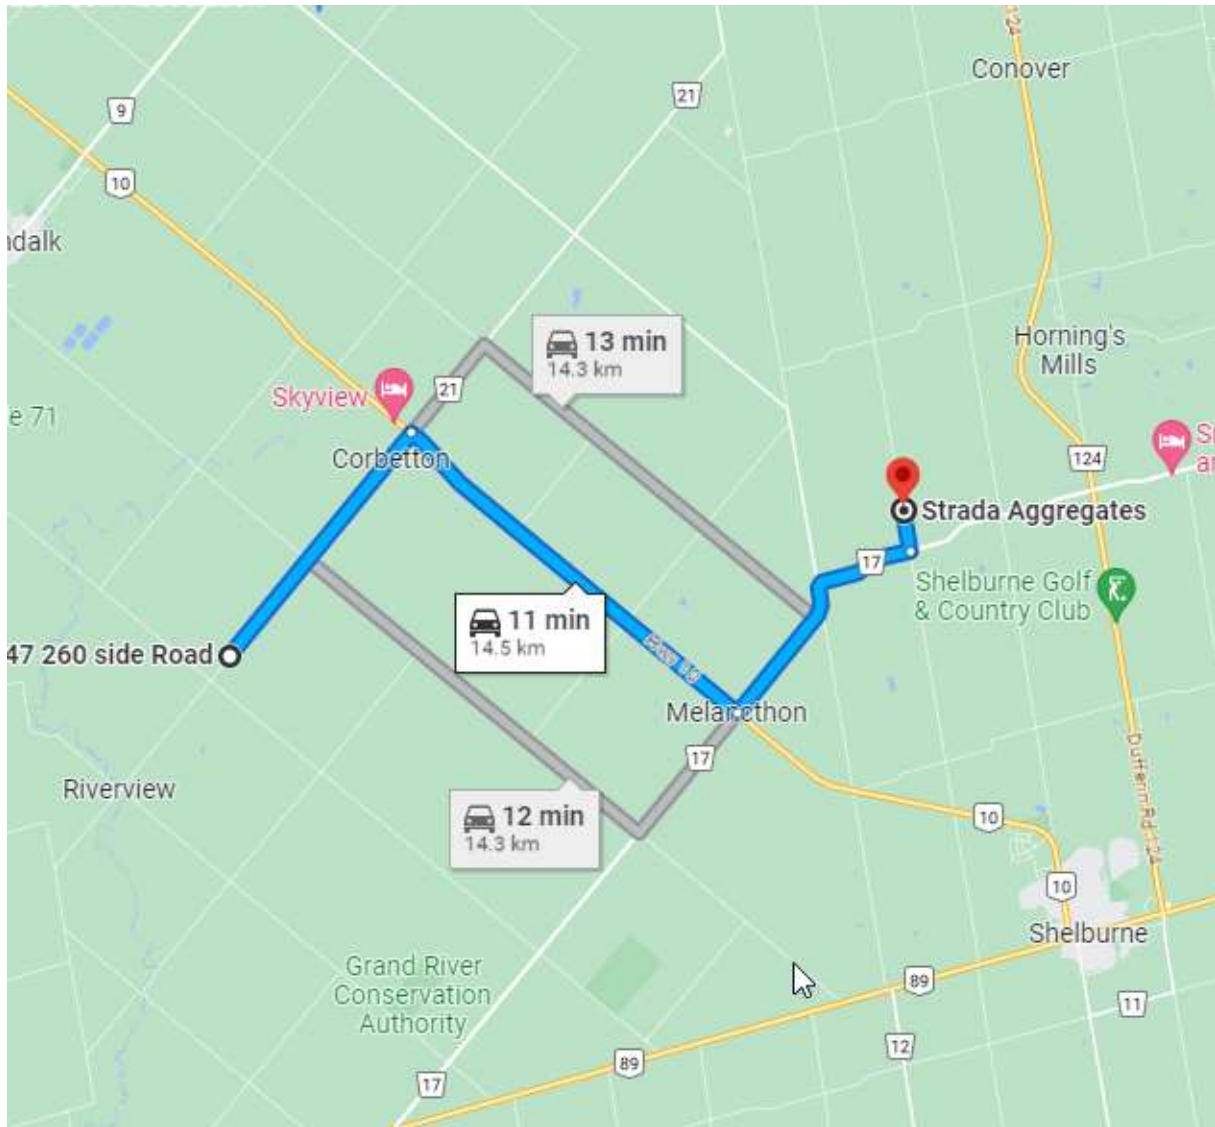 124
Conover
21
9
10
ndalk
13 min
14.3 km
Horning's
Mills
21
Skyview
e 71
Corbetton
124
Strada Aggregates
17
Shelburne Golf
& Country Club
11 min
14.5 km
47 260 side Road
Hwy 10
Melancthon
17
Riverview
12 min
14.3 km
10
Dufferin Rd 124
10
Shelburne
Grand River
Conservation
Authority
89
11
12
89
17